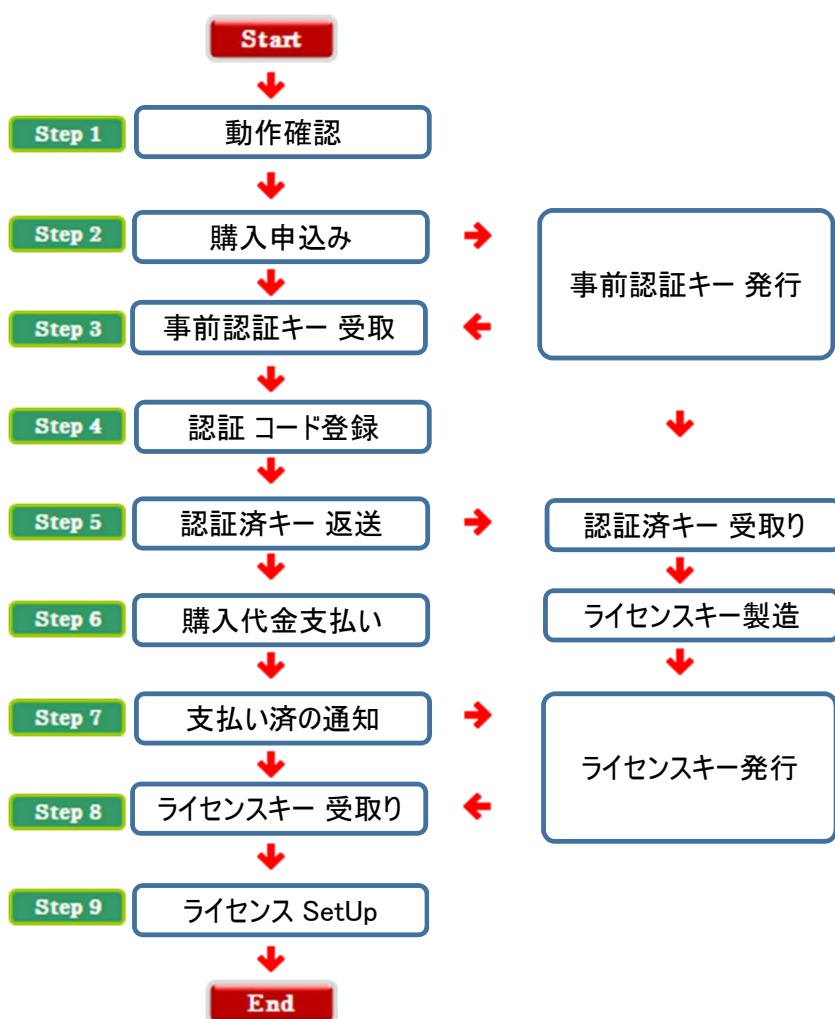 Start
Step 1 動作確認
Step 2 購入申込み
事前認証キー 発行
Step 3 事前認証キー 受取
Step 4 認証 コード登録
Step 5 認証済キー 返送 認証済キー 受取り
Step 6 購入代金支払い ライセンスキー製造
Step 7 支払い済の通知
ライセンスキー発行
Step 8 ライセンスキー 受取り
Step 9 ライセンス SetUp
End